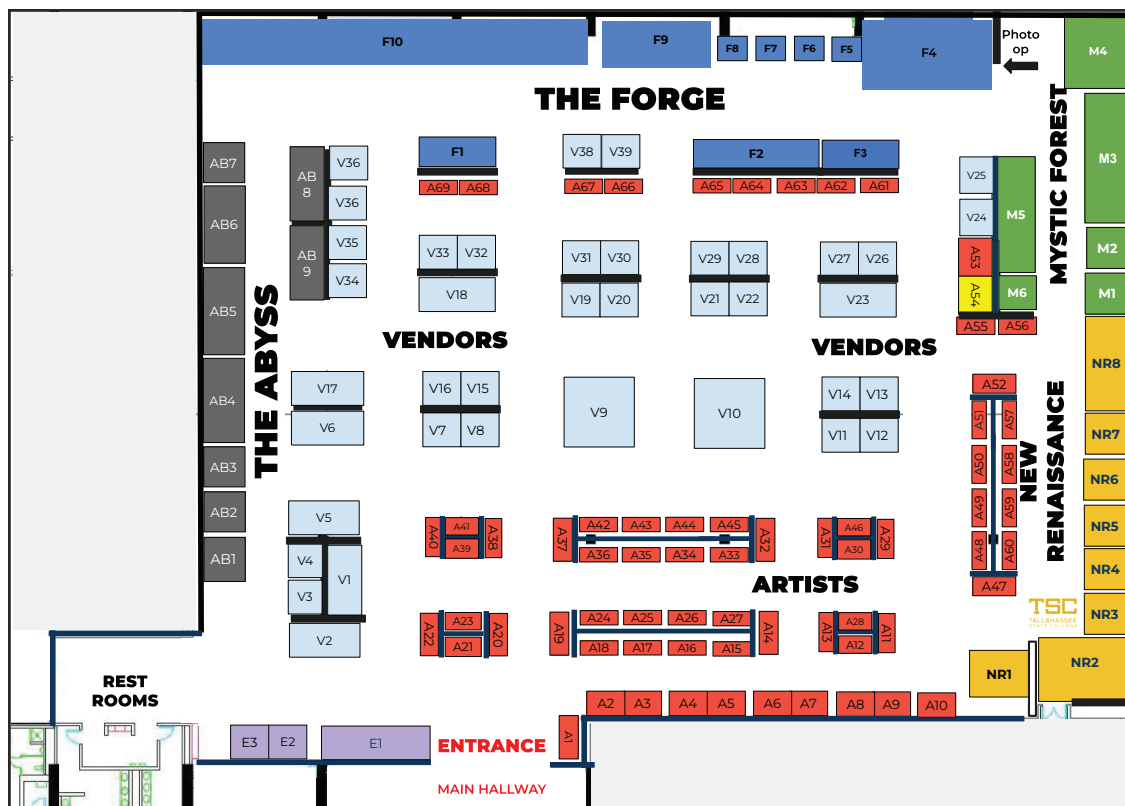 F10
F9
F8
F7
F6
F5
F4
Photo
op
M4
THE FORGE
MYSTIC FOREST
M3
AB7
AB
8
V36
F1
V38
V39
F2
F3
A69
A68
A67
A66
A65
A64
A63
A62
A61
V25
AB6
V36
V24
M5
AB
9
V35
V33
V32
V31
V30
V29
V28
V27
V26
A53
M2
V34
V18
V19
V20
V21
V22
V23
A54
M6
M1
AB5
THE ABYSS
VENDORS
VENDORS
A55
A56
NR8
V17
V16
V15
V9
V10
V14
V13
A52
AB4
V6
V7
V8
V11
V12
A51
A57
NEW
RENAISSANCE
NR7
AB3
A50
A58
NR6
AB2
V5
A49
A59
NR5
A40
A41
A39
A38
A37
A42
A43
A44
A45
A36
A35
A34
A33
A32
A31
A46
A30
A29
A48
A60
AB1
V4
V1
V3
NR4
ARTISTS
A47
V2
TSC
TALLAHASSEE
STATE COLLEGE
NR3
A22
A23
A21
A20
A19
A24
A25
A26
A27
A18
A17
A16
A15
A14
A13
A28
A12
A11
NR1
NR2
REST
ROOMS
A2
A3
A4
A5
A6
A7
A8
A9
A10
E3
E2
E1
ENTRANCE
A1
MAIN HALLWAY